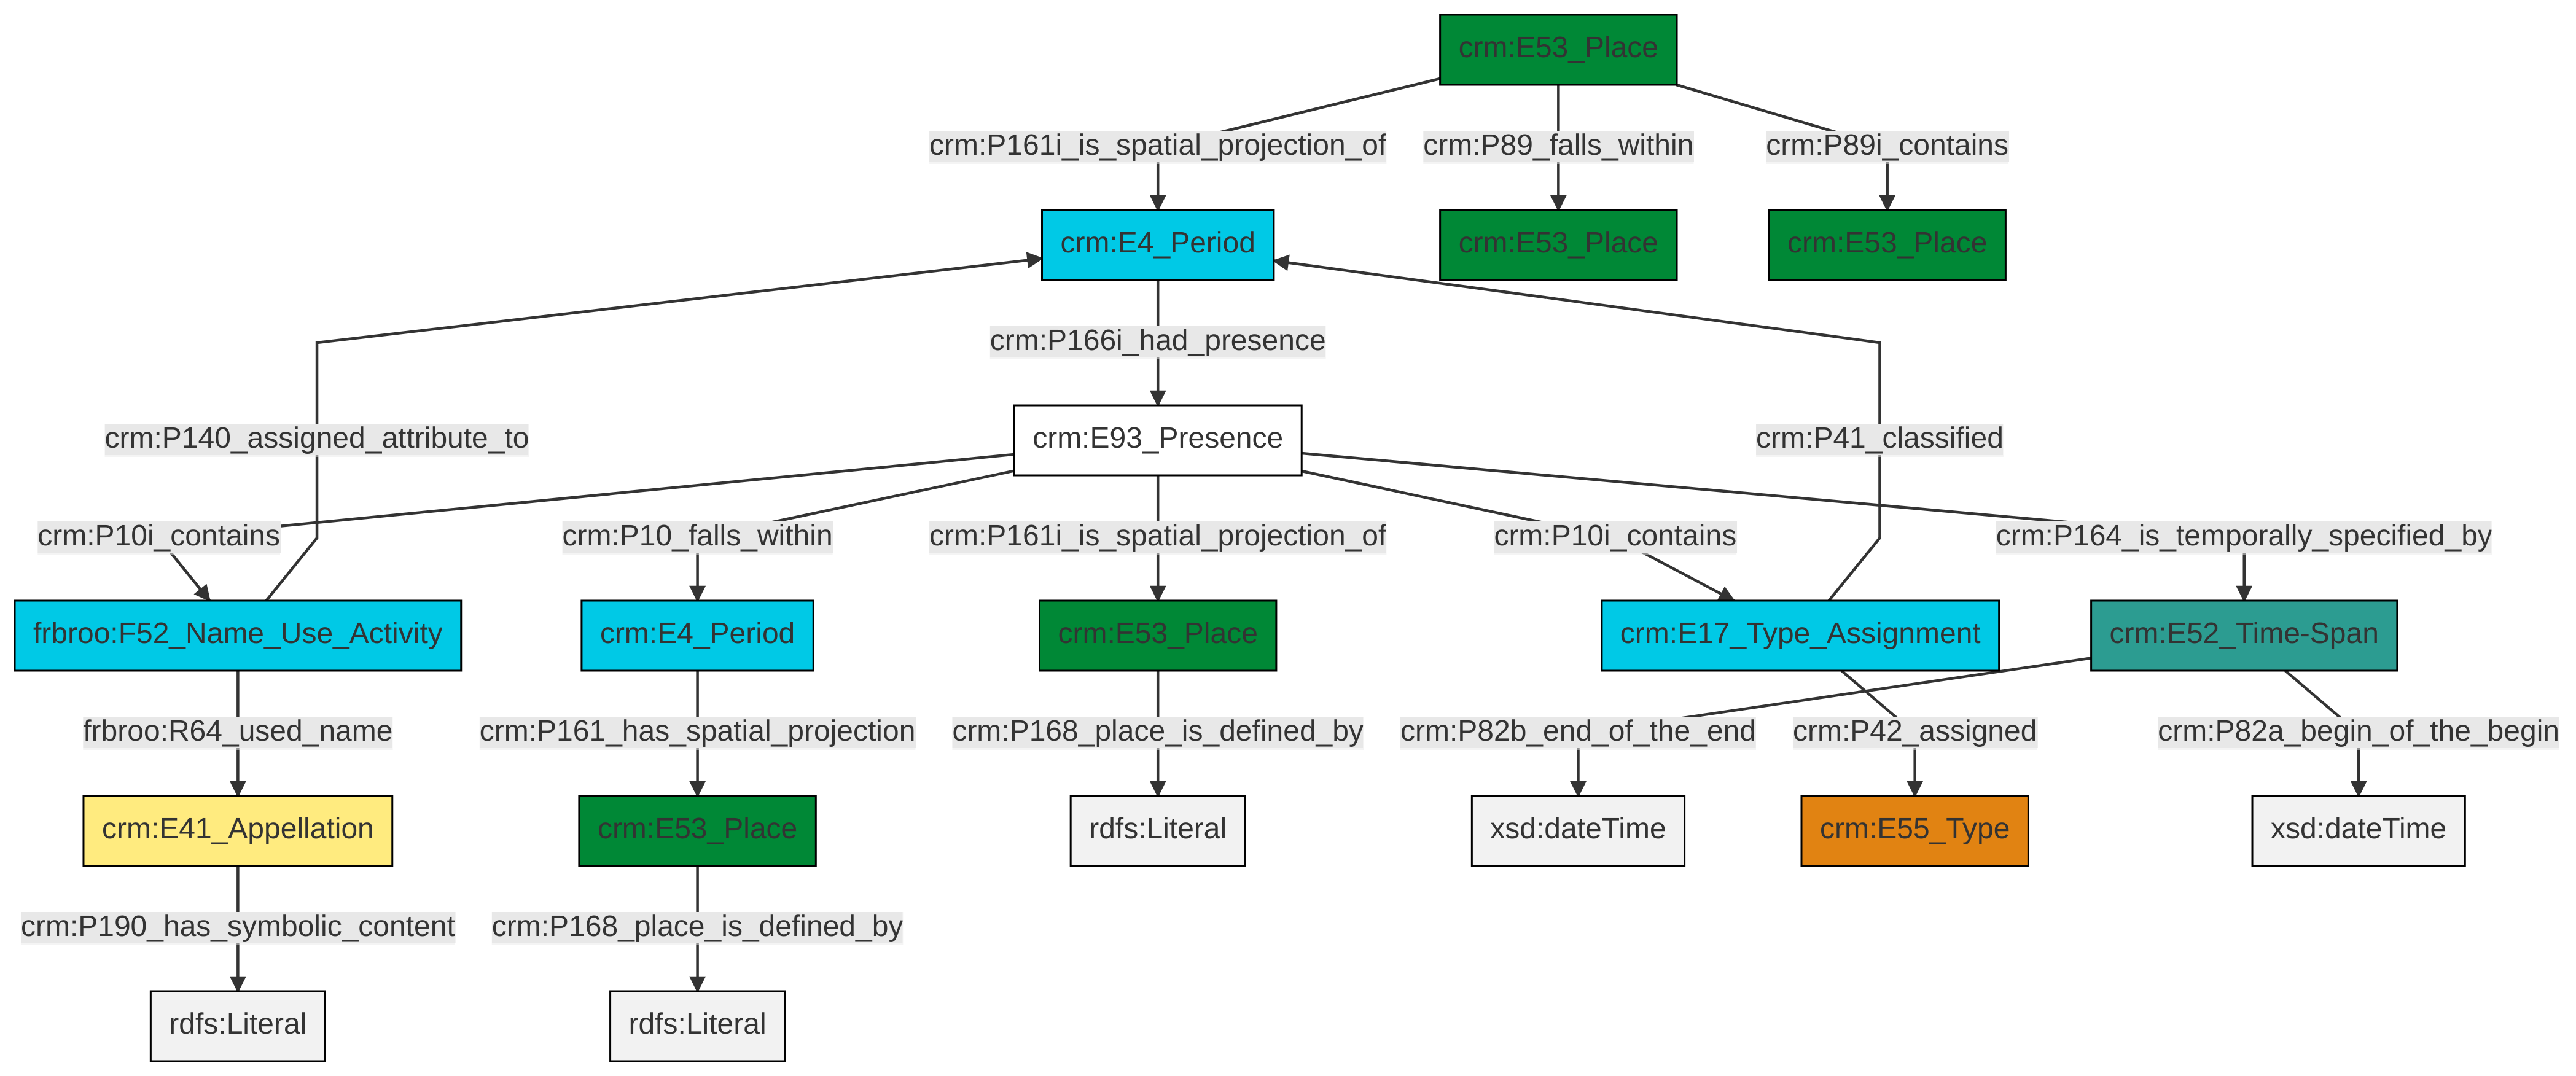 crm:E53_Place
crm:P161i_is_spatial_projection_of
crm:P89_falls_within
crm:P89i_contains
crm:E4_Period
crm:E53_Place
crm:E53_Place
crm:P166i_had_presence
crm:P140_assigned_attribute_to
crm:E93_Presence
crm:P41_classified
crm:P10i_contains
crm:P10_falls_within
crm:P161i_is_spatial_projection_of
crm:P10i_contains
crm:P164_is_temporally_specified_by
frbroo:F52_Name_Use_Activity
crm:E4_Period
crm:E53_Place
crm:E17_Type_Assignment
crm:E52_Time-Span
frbroo:R64_used_name
crm:P161_has_spatial_projection
crm:P168_place_is_defined_by
crm:P82b_end_of_the_end
crm:P42_assigned
crm:P82a_begin_of_the_begin
crm:E41_Appellation
crm:E53_Place
rdfs:Literal
xsd:dateTime
crm:E55_Type
xsd:dateTime
crm:P190_has_symbolic_content
crm:P168_place_is_defined_by
rdfs:Literal
rdfs:Literal